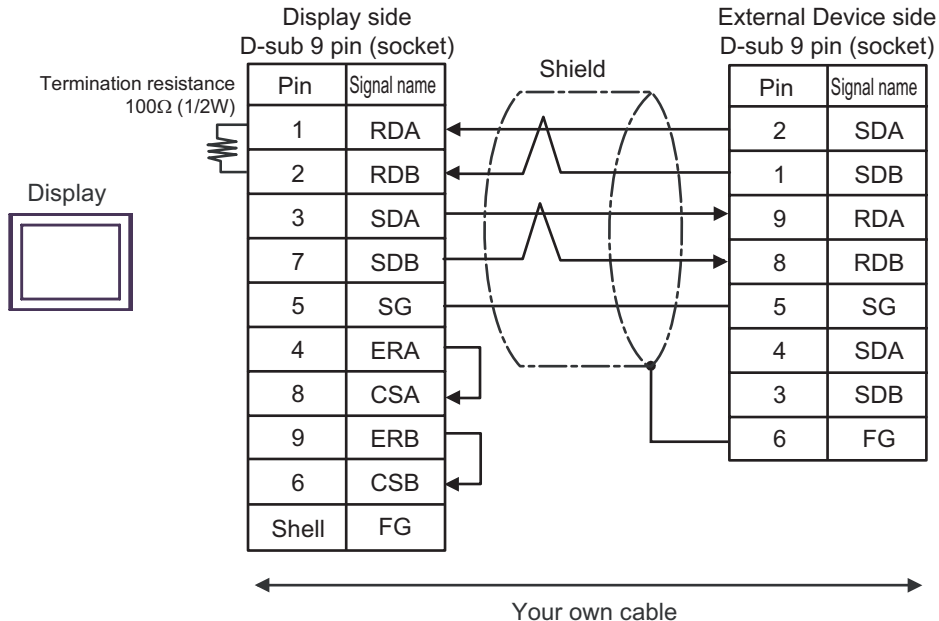 Display side
D-sub 9 pin (socket)
External Device side
D-sub 9 pin (socket)
Termination resistance
100Ω (1/2W)
Shield
Display
Pin Signal name
1 RDA
2 RDB
3 SDA
7 SDB
5 SG
4 ERA
8 CSA
9 ERB
6 CSB
Shell FG
Pin Signal name
2 SDA
1 SDB
9 RDA
8 RDB
5 SG
4 SDA
3 SDB
6 FG
Your own cable